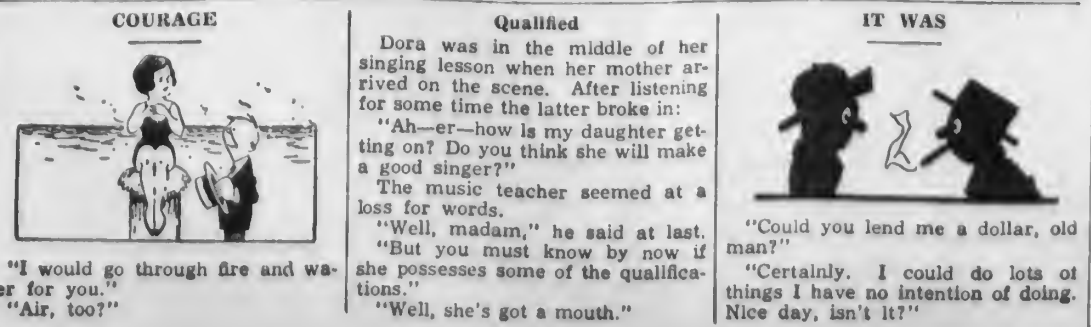 COURAGE
"I would go through fire and wa-
er for you."
"Air, too?"
Qualified
Dora was in the middle of her
singing lesson when her mother ar-
rived on the scene. After listening
for some time the latter broke in:
"Ah—er—how is my daughter get-
ting on? Do you think she will make
a good singer?"
The music teacher seemed at a
loss for words.
"Well, madam," he said at last.
"But you must know by now if
she possesses some of the qualifica-
tions."
"Well, she's got a mouth."
IT WAS
"Could you lend me a dollar, old
man?"
"Certainly. I could do lots of
things I have no intention of doing.
Nice day, isn't it?"